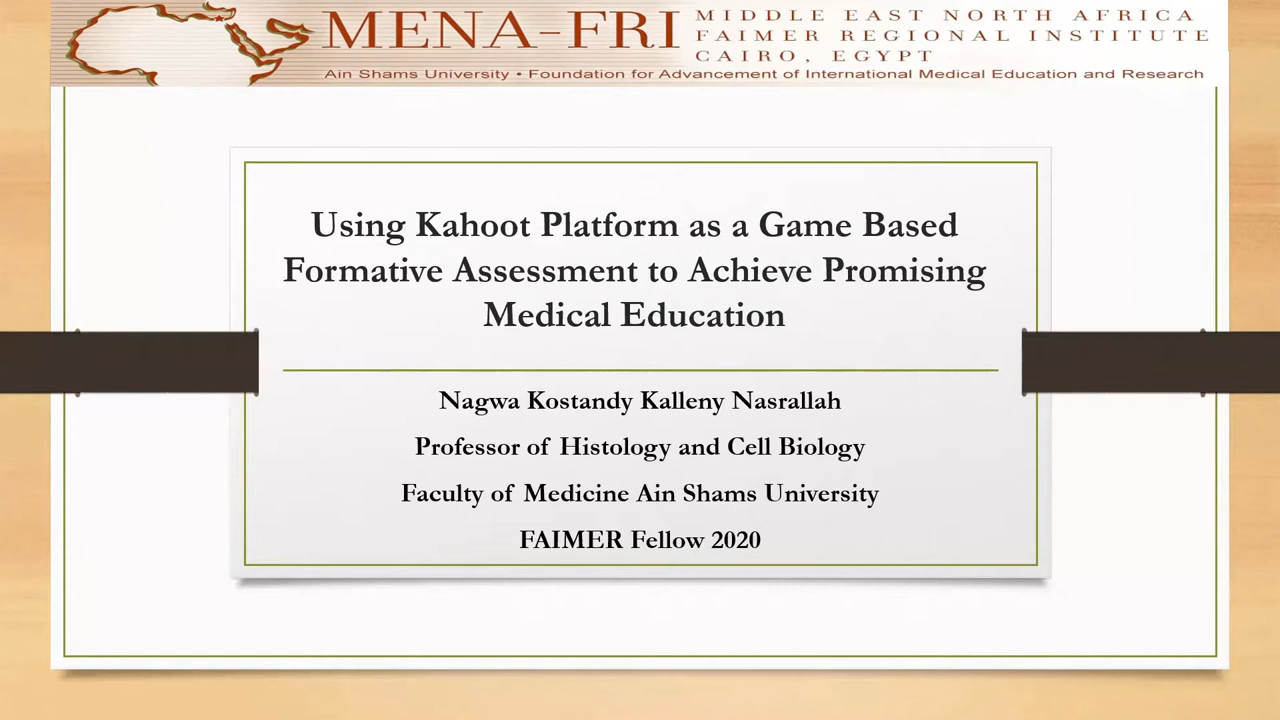 MENA-FRI
MIDDLE EAST NORTH AFRICA
FAIMER REGIONAL INSTITUTE
CAIRO, EGYPT
Ain Shams University • Foundation for Advancement of International Medical Education and Research
Using Kahoot Platform as a Game Based
Formative Assessment to Achieve Promising
Medical Education
Nagwa Kostandy Kalleny Nasrallah
Professor of Histology and Cell Biology
Faculty of Medicine Ain Shams University
FAIMER Fellow 2020